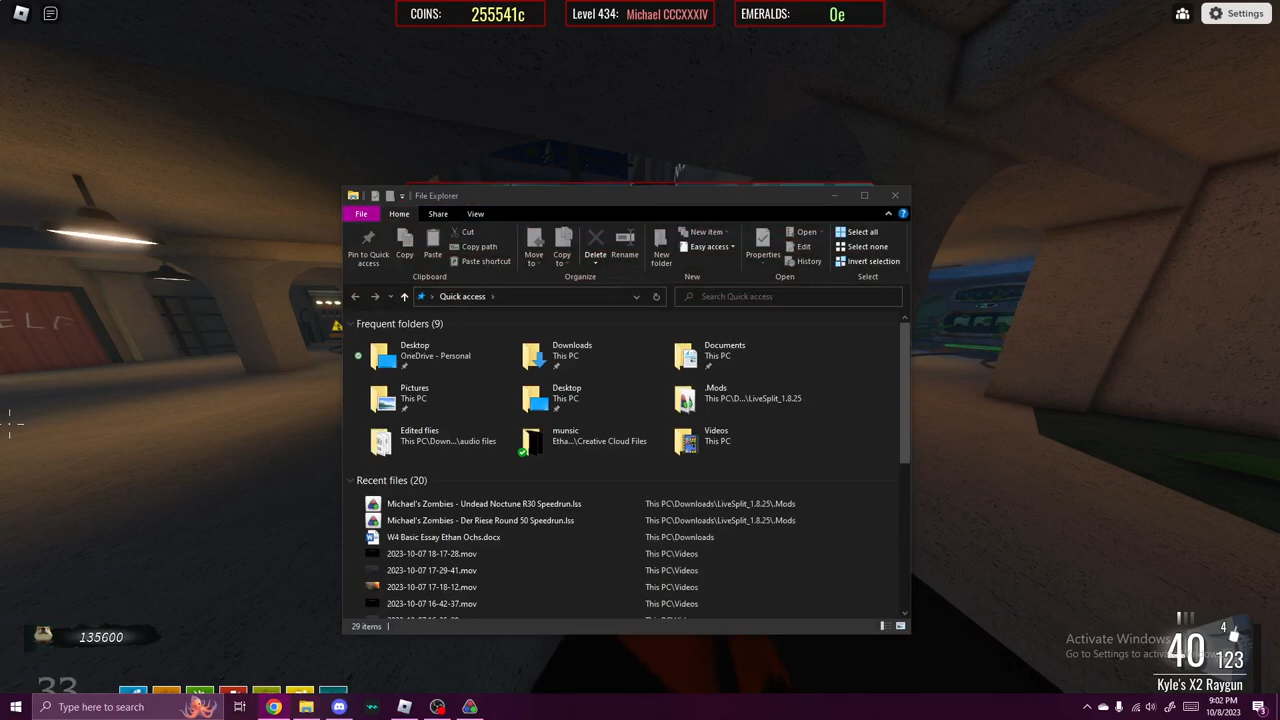 COINS: 255541c
Level 434: Michael CCCXXXIV
EMERALDS: 0e
Settings
File Explorer
File Home Share View
Pin to Quick access
Copy
Paste
Cut
Copy path
Paste shortcut
Move to
Copy to
Delete
Rename
New folder
New item
Easy access
Properties
Open
Edit
History
Select all
Select none
Invert selection
Clipboard Organize New Open Select
Quick access
Search Quick access
Frequent folders (9)
Desktop
OneDrive - Personal
Downloads
This PC
Documents
This PC
Pictures
This PC
Desktop
This PC
.Mods
This PC\D...\LiveSplit_1.8.25
Edited flies
This PC\Down...\audio files
munsic
Etha...\Creative Cloud Files
Videos
This PC
Recent files (20)
Michael's Zombies - Undead Noctune R30 Speedrun.lss This PC\Downloads\LiveSplit_1.8.25\.Mods
Michael's Zombies - Der Riese Round 50 Speedrun.lss This PC\Downloads\LiveSplit_1.8.25\.Mods
W4 Basic Essay Ethan Ochs.docx This PC\Downloads
2023-10-07 18-17-28.mov This PC\Videos
2023-10-07 17-29-41.mov This PC\Videos
2023-10-07 17-18-12.mov This PC\Videos
2023-10-07 16-42-37.mov This PC\Videos
29 items
135600
33
Activate Windows
Go to Settings to activa
4
40
123
Kyle's X2 Raygun
Type here to search
9:02 PM
10/8/2023
3